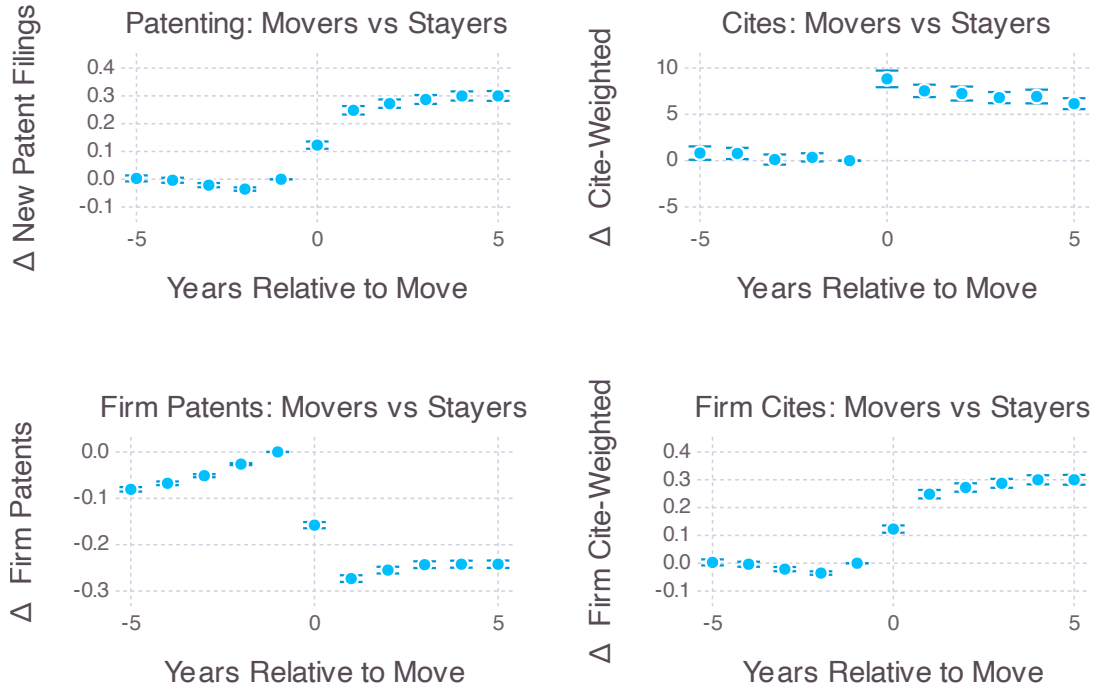 Patenting: Movers vs Stayers
Δ New Patent Filings
0.4
0.3
0.2
0.1
0.0
-0.1
-5
0
5
Years Relative to Move
Cites: Movers vs Stayers
Δ Cite-Weighted
10
5
0
-5
-5
0
5
Years Relative to Move
Firm Patents: Movers vs Stayers
Δ Firm Patents
0.0
-0.1
-0.2
-0.3
-5
0
5
Years Relative to Move
Firm Cites: Movers vs Stayers
Δ Firm Cite-Weighted
0.4
0.3
0.2
0.1
0.0
-0.1
-5
0
5
Years Relative to Move